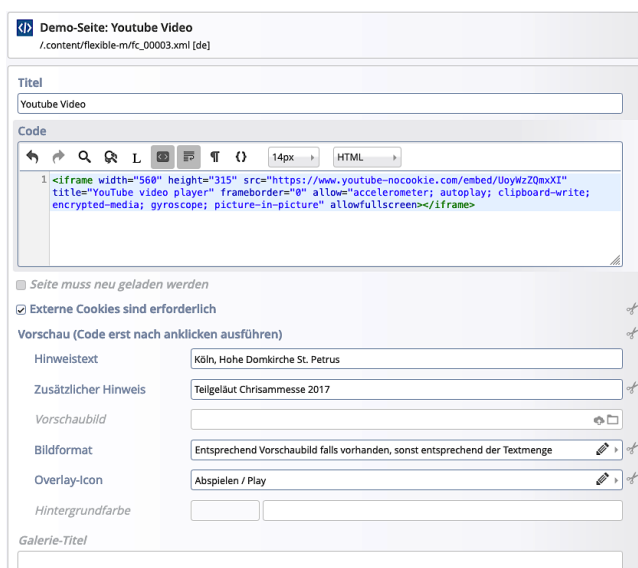 Demo-Seite: Youtube Video
/.content/flexible-m/fc_00003.xml [de]
Titel
Youtube Video
Code
14px
HTML
1 <iframe width="560" height="315" src="https://www.youtube-nocookie.com/embed/UoyWzZQmxXI"
title="YouTube video player" frameborder="0" allow="accelerometer; autoplay; clipboard-write;
encrypted-media; gyroscope; picture-in-picture" allowfullscreen></iframe>
Seite muss neu geladen werden
Externe Cookies sind erforderlich
Vorschau (Code erst nach anklicken ausführen)
Hinweistext
Köln, Hohe Domkirche St. Petrus
Zusätzlicher Hinweis
Teilgeläut Chrisammesse 2017
Vorschaubild
Bildformat
Entsprechend Vorschaubild falls vorhanden, sonst entsprechend der Textmenge
Overlay-Icon
Abspielen / Play
Hintergrundfarbe
Galerie-Titel